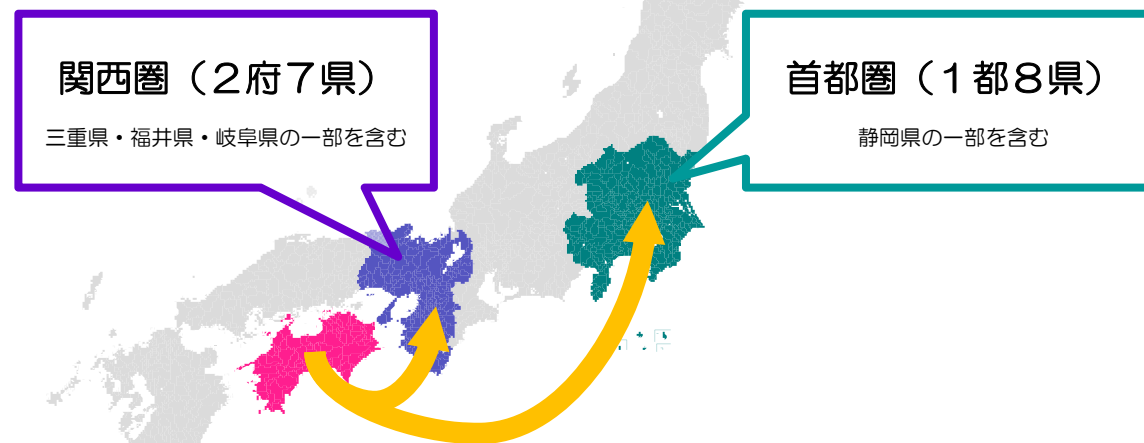 関西圏（２府７県）
三重県・福井県・岐阜県の一部を含む
首都圏（１都８県）
静岡県の一部を含む